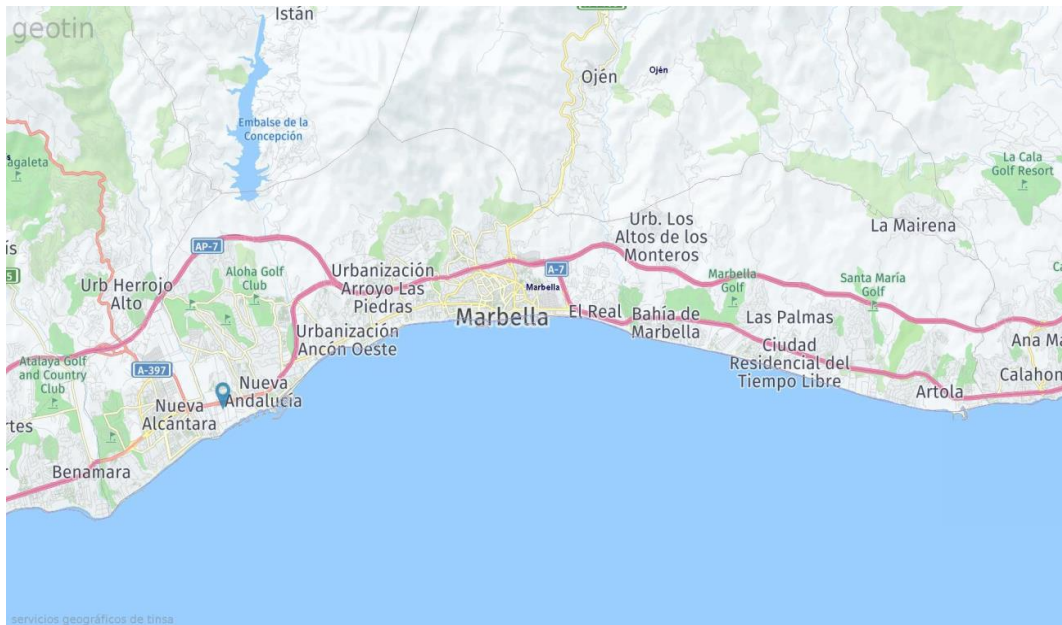 geotin
Istán
Ojén
Ojén
Embalse de la
Concepción
agaleta
La Cala
Golf Resort
La Mairena
Urb. Los
Altos de los
Monteros
AP-7
A-7
Aloha Golf
Club
Urbanización
Arroyo Las
Piedras
Urb Herrojo
Alto
Marbella
Marbella
Marbella
Golf
Santa María
Golf
El Real
Bahía de
Marbella
Las Palmas
Urbanización
Ancón Oeste
Ciudad
Residencial del
Tiempo Libre
Ana Ma
Calahon
Artola
Atalaya Golf
and Country
Club
A-397
Nueva
Andalucía
Nueva
Alcántara
rtes
Benamara
ís
5
servicios geográficos de tinsa